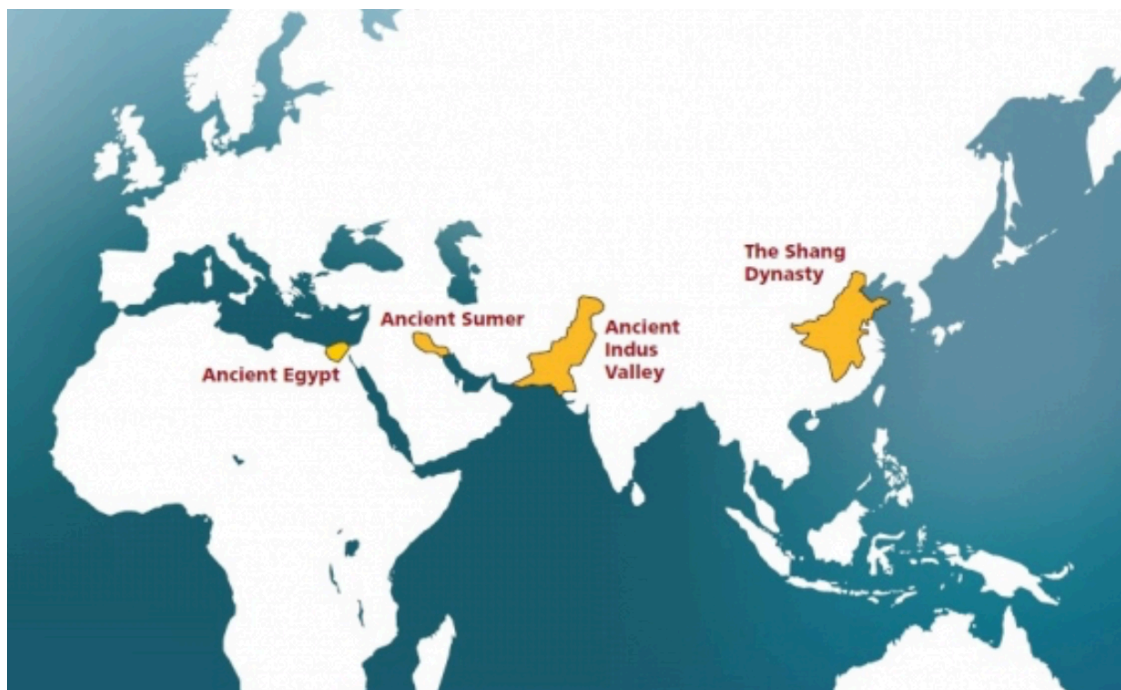 The Shang
Dynasty
Ancient Sumer
Ancient
Indus
Valley
Ancient Egypt